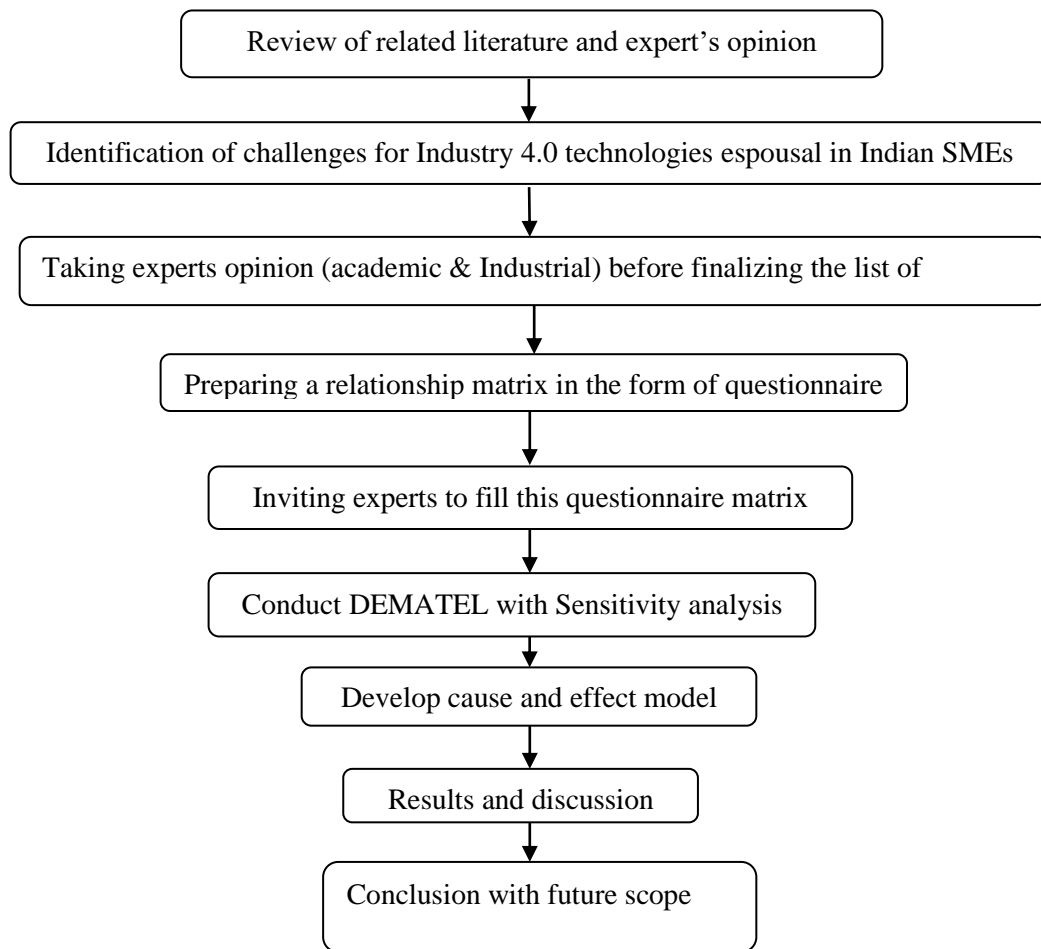 Review of related literature and expert’s opinion
Identification of challenges for Industry 4.0 technologies espousal in Indian SMEs
Taking experts opinion (academic & Industrial) before finalizing the list of
Preparing a relationship matrix in the form of questionnaire
Inviting experts to fill this questionnaire matrix
Conduct DEMATEL with Sensitivity analysis
Develop cause and effect model
Results and discussion
Conclusion with future scope